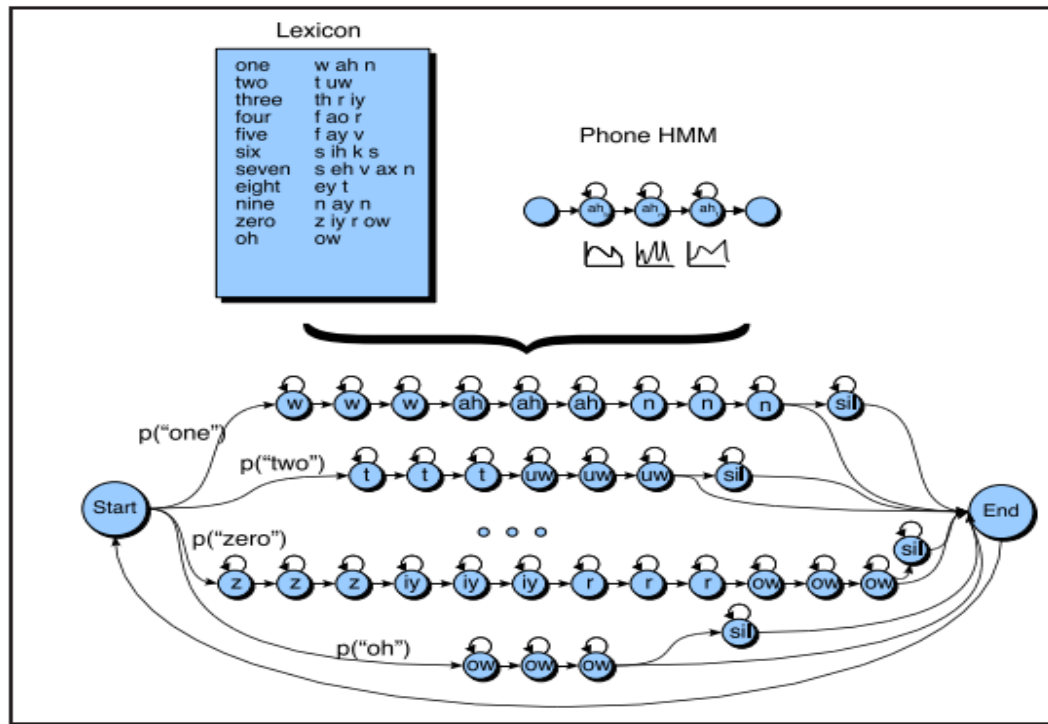 Lexicon
one w ah n
two t uw
three th r iy
four f ao r
five f ay v
six s ih k s
seven s eh v ax n
eight ey t
nine n ay n
zero z iy r ow
oh ow
Phone HMM
ah ah ah
w w w ah ah ah n n n sil
p("one")
p("two")
t t t uw uw uw sil
Start
End
p("zero")
sil
z z z iy iy iy r r r ow ow ow
sil
p("oh")
ow ow ow